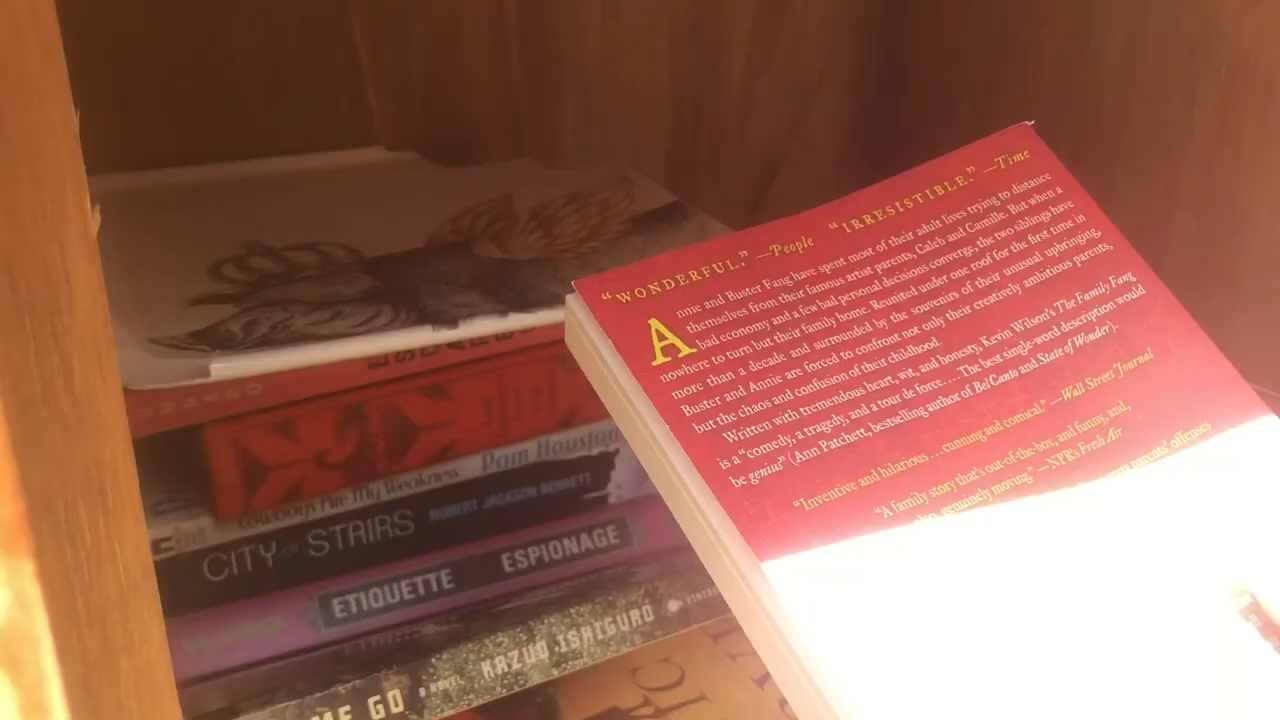 “WONDERFUL.” —People “IRRESISTIBLE.” —Time
Annie and Buster Fang have spent most of their adult lives trying to distance
themselves from their famous artist parents, Caleb and Camille. But when a
bad economy and a few bad personal decisions converge, the two siblings have
nowhere to turn but their family home. Reunited under one roof for the first time in
more than a decade and surrounded by the souvenirs of their unusual upbringing,
Buster and Annie are forced to confront not only their creatively ambitious parents,
but the chaos and confusion of their childhood.
Written with tremendous heart, wit, and honesty, Kevin Wilson's The Family Fang
is a “comedy, a tragedy, and a tour de force.... The best single-word description would
be genius” (Ann Patchett, bestselling author of Bel Canto and State of Wonder).
“Inventive and hilarious ... cunning and comical.” —Wall Street Journal
“A family story that's out-of-the-box, and funny, and,
also, genuinely moving.” —NPR's Fresh Air
parents' offenses
Cowboys Are My Weakness Pam Houston
CITY OF STAIRS ROBERT JACKSON BENNETT
ETIQUETTE ESPIONAGE
ME GO A NOVEL KAZUO ISHIGURO